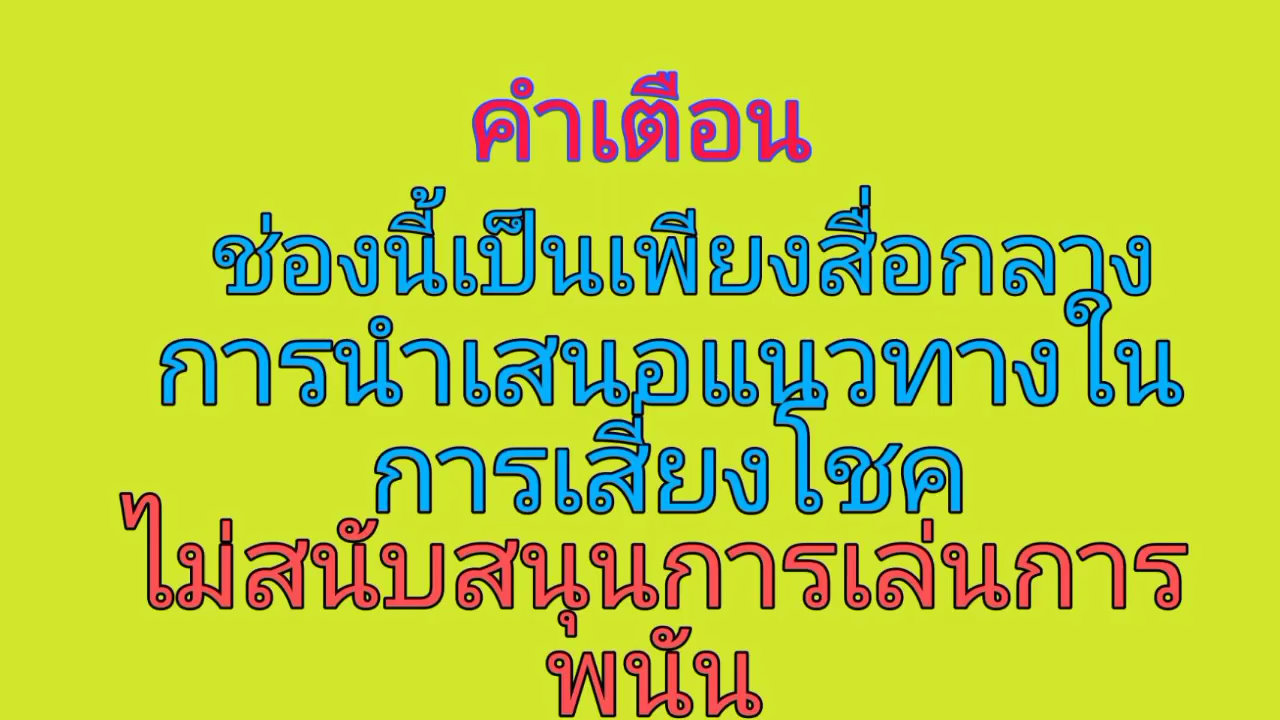 คำเตือน
ช่องนี้เป็นเพียงสื่อกลาง
การนำเสนอแนวทางใน
การเสี่ยงโชค
ไม่สนับสนุนการเล่นการ
พนัน